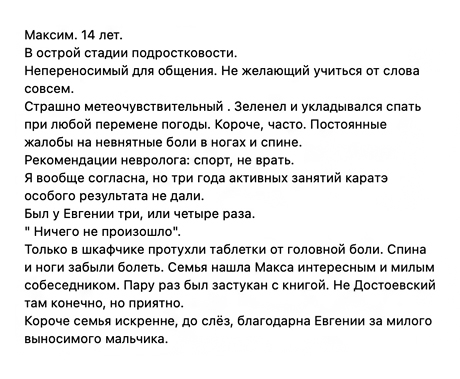 Максим. 14 лет.
В острой стадии подростковости.
Непереносимый для общения. Не желающий учиться от слова
совсем.
Страшно метеочувствительный . Зеленел и укладывался спать
при любой перемене погоды. Короче, часто. Постоянные
жалобы на невнятные боли в ногах и спине.
Рекомендации невролога: спорт, не врать.
Я вообще согласна, но три года активных занятий каратэ
особого результата не дали.
Был у Евгении три, или четыре раза.
" Ничего не произошло".
Только в шкафчике протухли таблетки от головной боли. Спина
и ноги забыли болеть. Семья нашла Макса интересным и милым
собеседником. Пару раз был застукан с книгой. Не Достоевский
там конечно, но приятно.
Короче семья искренне, до слёз, благодарна Евгении за милого
выносимого мальчика.